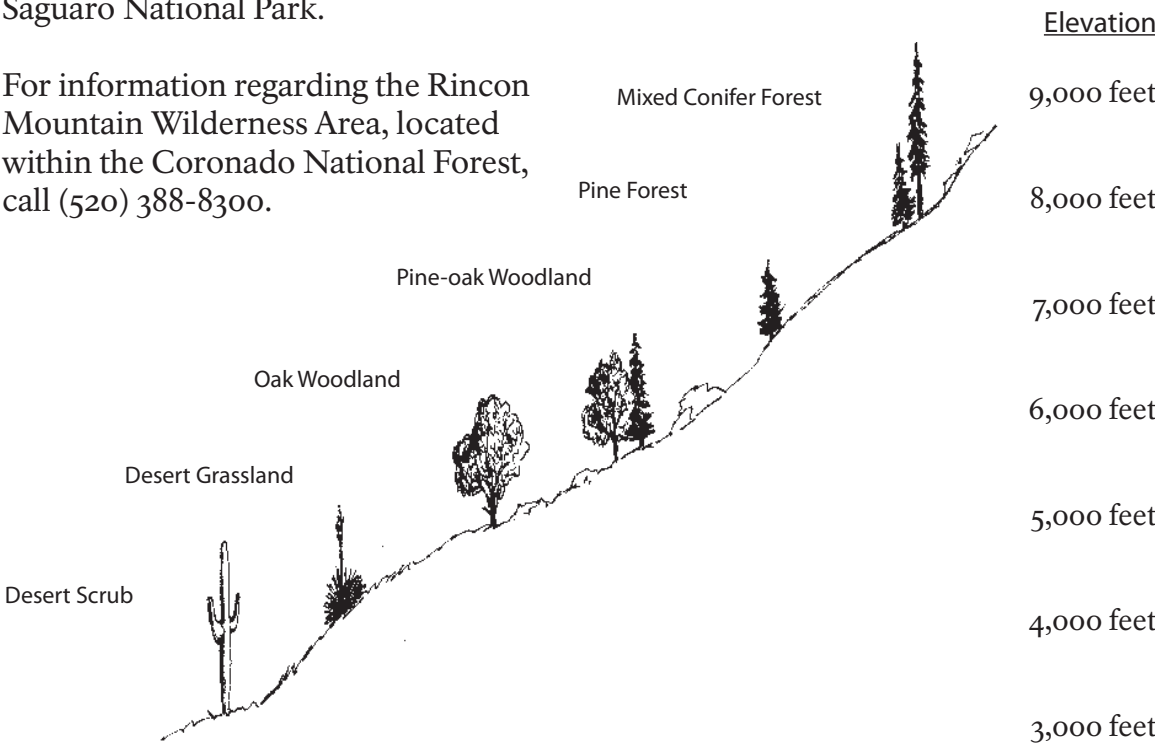 Saguaro National Park.
For information regarding the Rincon
Mountain Wilderness Area, located
within the Coronado National Forest,
call (520) 388-8300.
Elevation
Mixed Conifer Forest
9,000 feet
Pine Forest
8,000 feet
Pine-oak Woodland
7,000 feet
Oak Woodland
6,000 feet
Desert Grassland
5,000 feet
Desert Scrub
4,000 feet
3,000 feet